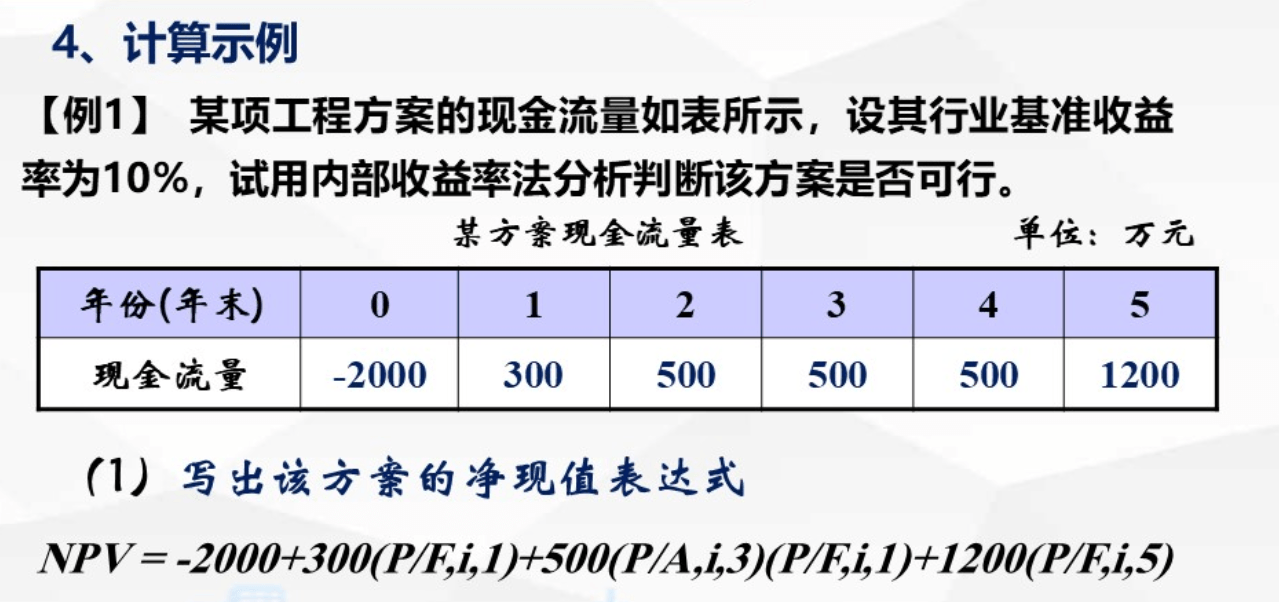 4、计算示例
【例1】 某项工程方案的现金流量如表所示，设其行业基准收益
率为10%，试用内部收益率法分析判断该方案是否可行。
某方案现金流量表 单位：万元
年份(年末) 0 1 2 3 4 5
现金流量 -2000 300 500 500 500 1200
（1）写出该方案的净现值表达式
NPV = -2000+300(P/F,i,1)+500(P/A,i,3)(P/F,i,1)+1200(P/F,i,5)